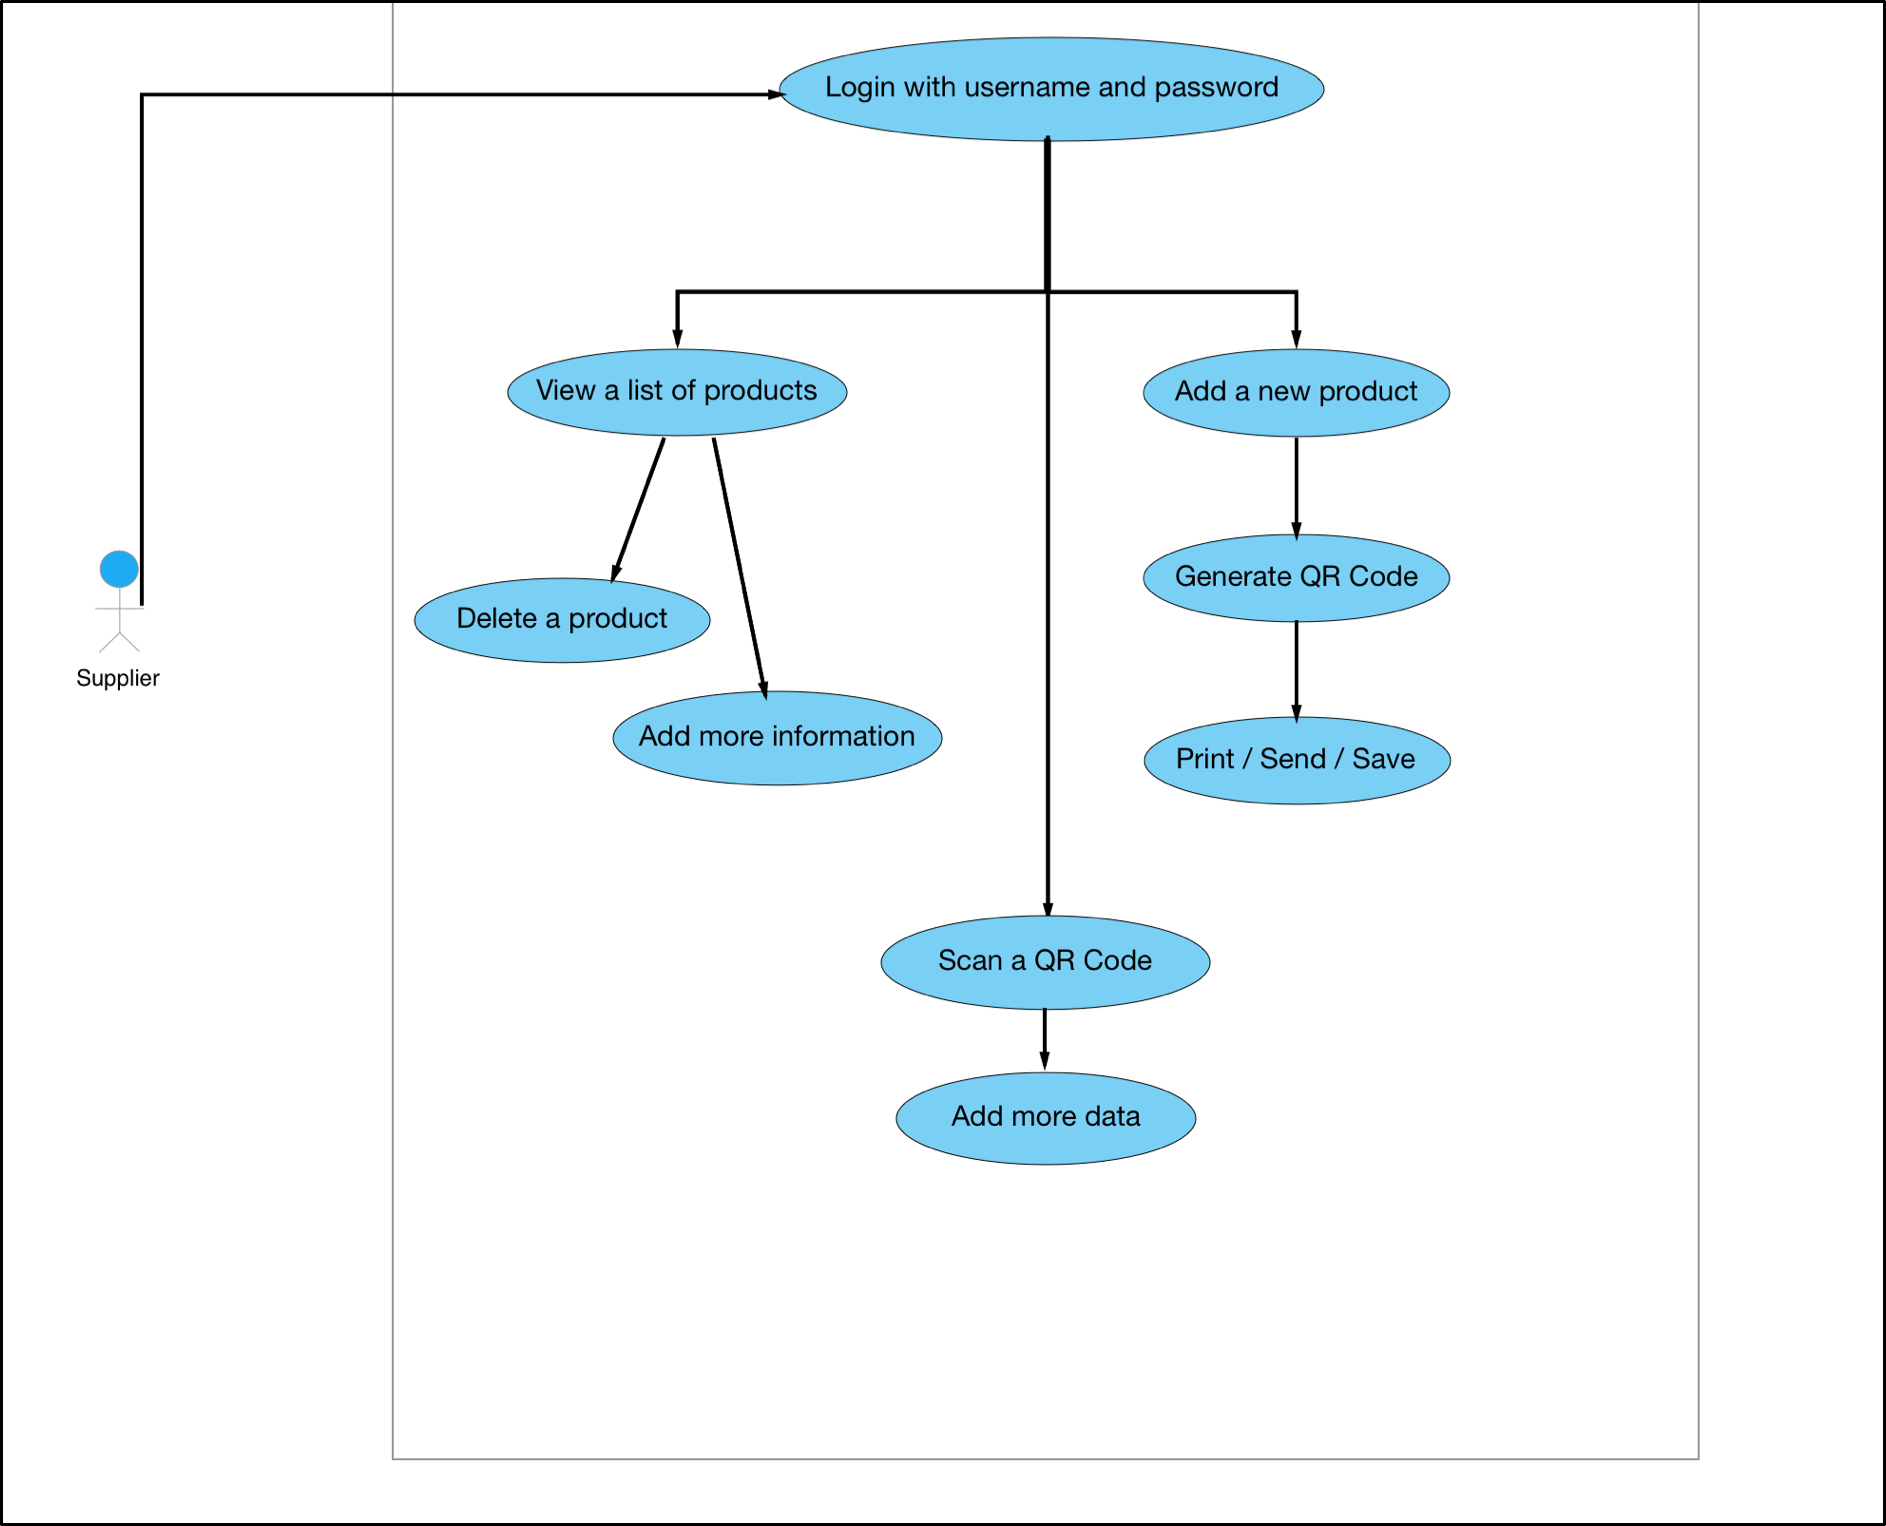 Login with username and password
View a list of products
Add a new product
Generate QR Code
Delete a product
Supplier
Add more information
Print / Send / Save
Scan a QR Code
Add more data